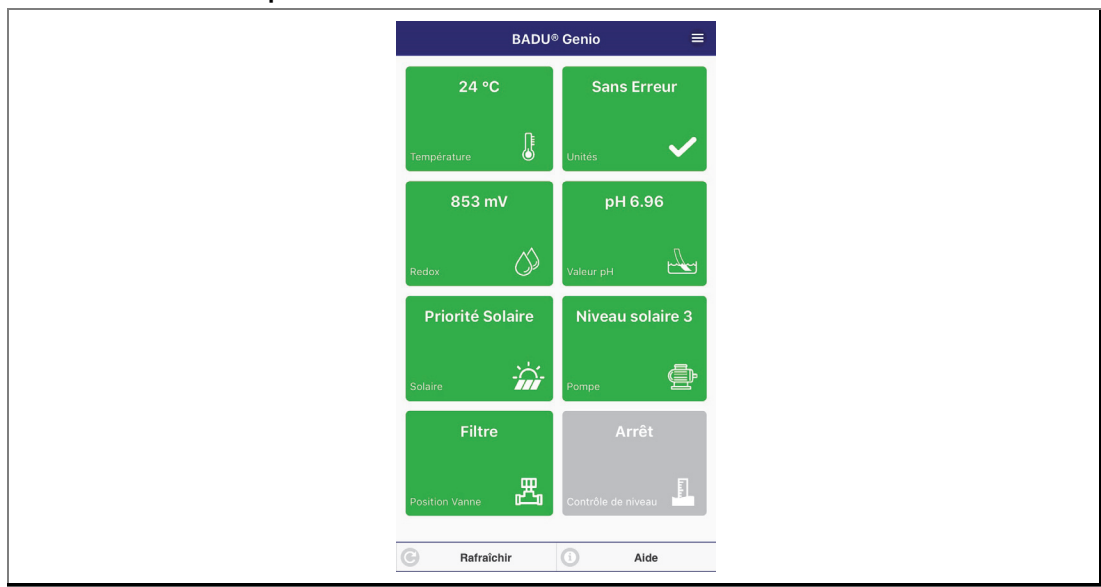 BADU® Genio
24 °C
Température
Sans Erreur
Unités
853 mV
Redox
pH 6.96
Valeur pH
Priorité Solaire
Solaire
Niveau solaire 3
Pompe
Filtre
Position Vanne
Arrêt
Contrôle de niveau
Rafraîchir
Aide